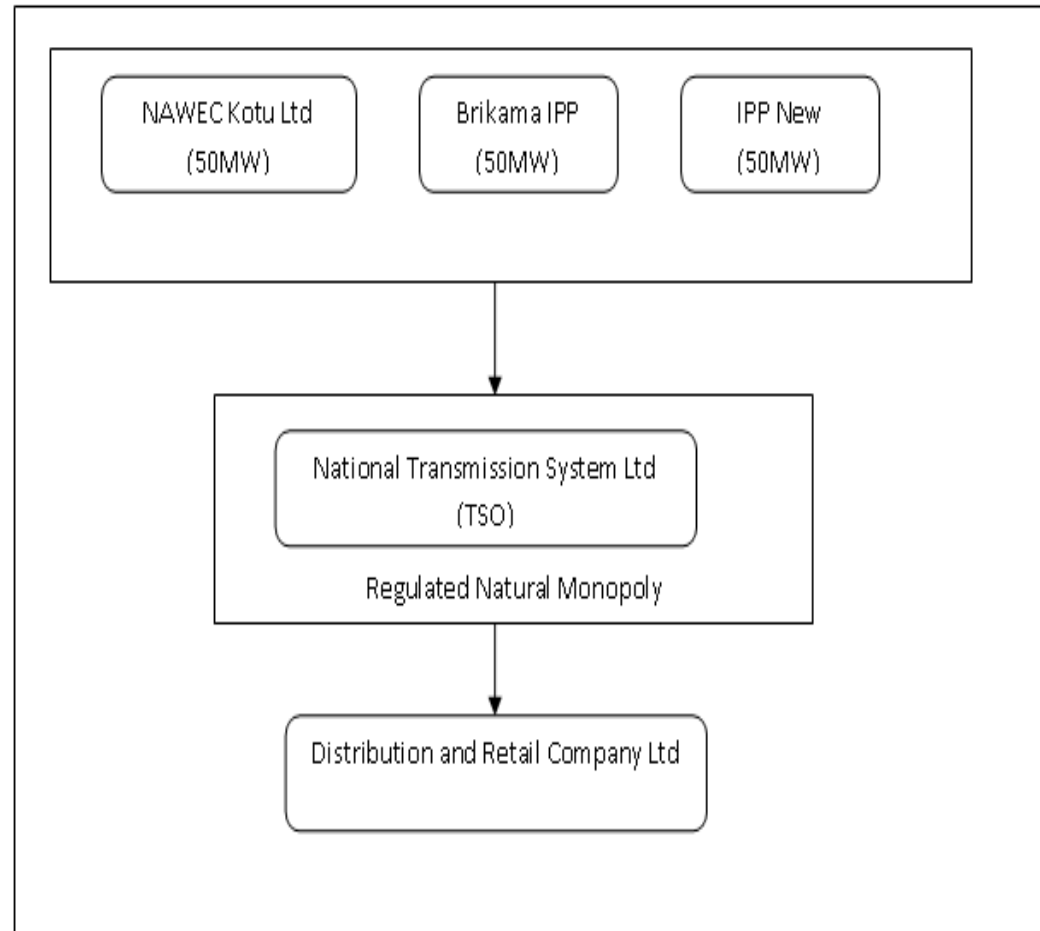 NAWEC Kotu Ltd
(50MW)
Brikama IPP
(50MW)
IPP New
(50MW)
National Transmission System Ltd
(TSO)
Regulated Natural Monopoly
Distribution and Retail Company Ltd